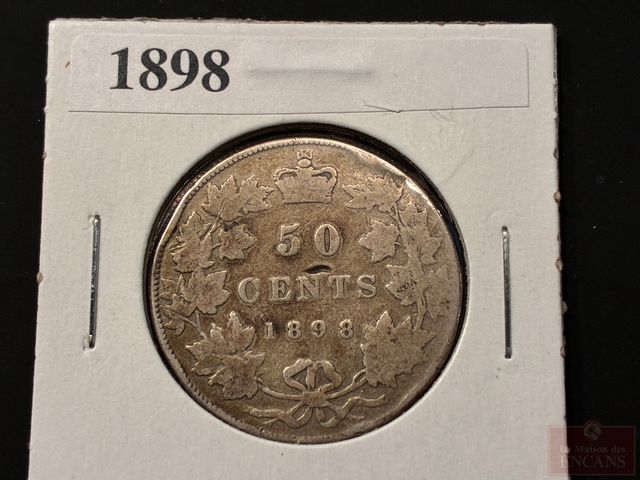 1898
50
CENTS
1898
La Maison des
ENCANS